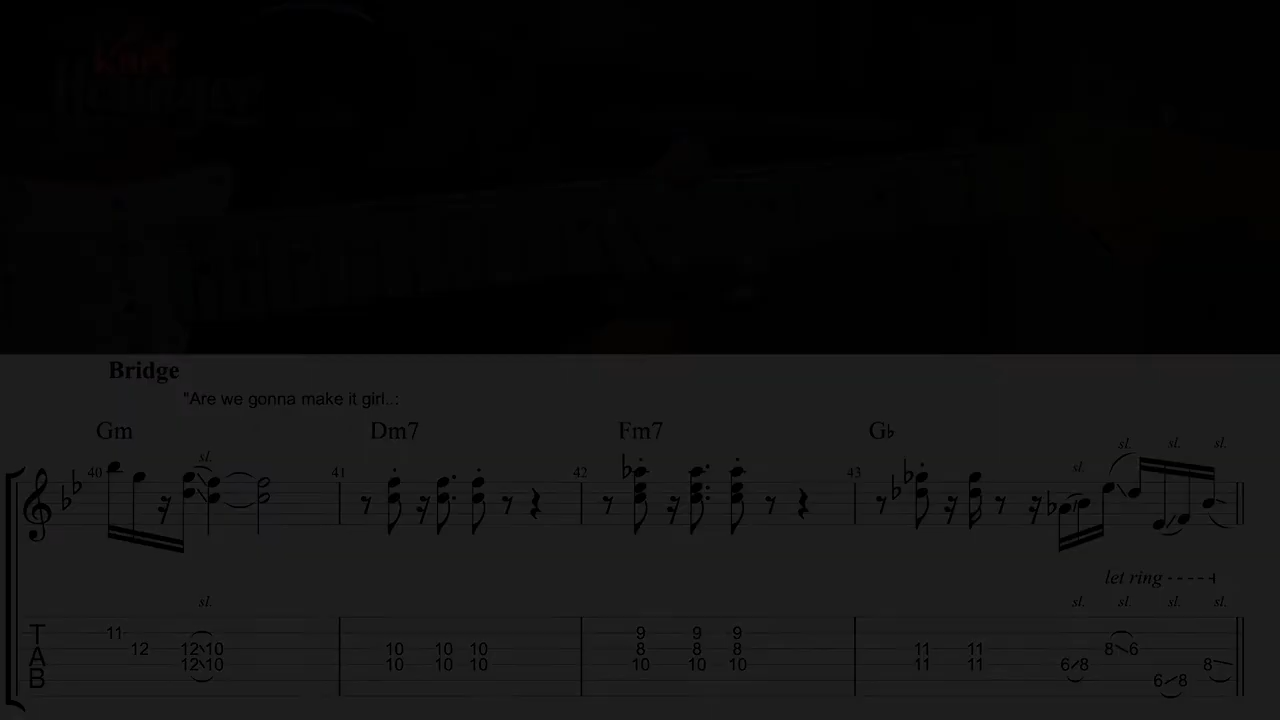 Bridge
"Are we gonna make it girl..:
Gm Dm7 Fm7 G♭
sl. sl. sl. sl.
40 41 42 43
sl.
let ring
sl. sl. sl. sl. sl.
T
A
B
11 9 9 9
12 12 10 10 10 10 8 8 8 11 11 8 6
12 10 10 10 10 10 10 10 11 11 6 8 8
6 8